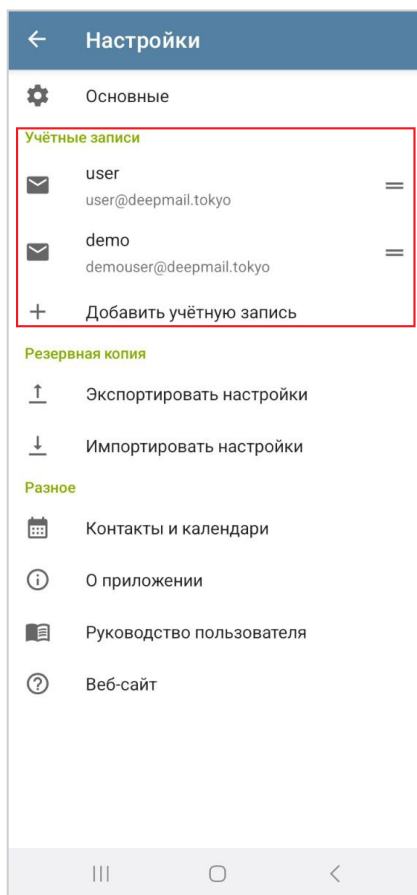 Настройки
Основные
Учётные записи
user
user@deepmail.tokyo
demo
demouser@deepmail.tokyo
Добавить учётную запись
Резервная копия
Экспортировать настройки
Импортировать настройки
Разное
Контакты и календари
О приложении
Руководство пользователя
Веб-сайт